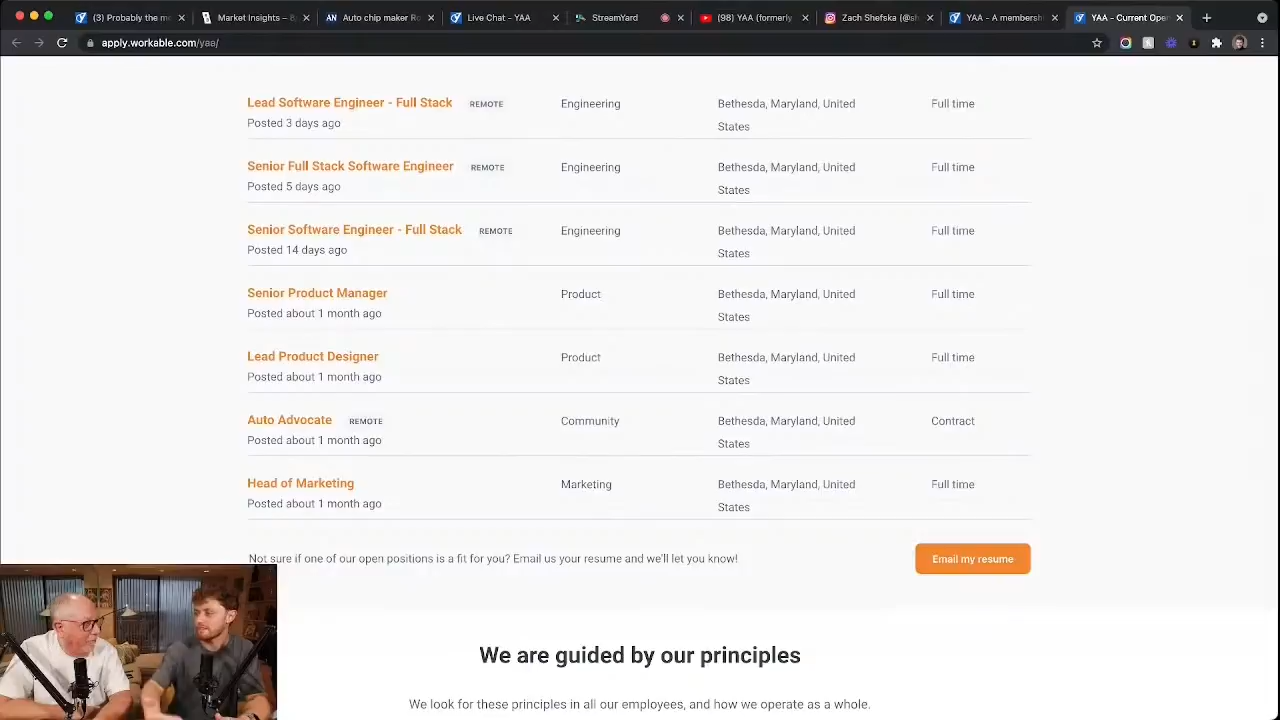 (3) Probably the m
Market Insights –
Auto chip maker Ro
Live Chat - YAA
StreamYard
(98) YAA (formerly
Zach Shefska (@sh
YAA - A membersh
YAA - Current Ope
apply.workable.com/yaa/
Lead Software Engineer - Full Stack REMOTE Engineering Bethesda, Maryland, United Full time
Posted 3 days ago States
Senior Full Stack Software Engineer REMOTE Engineering Bethesda, Maryland, United Full time
Posted 5 days ago States
Senior Software Engineer - Full Stack REMOTE Engineering Bethesda, Maryland, United Full time
Posted 14 days ago States
Senior Product Manager Product Bethesda, Maryland, United Full time
Posted about 1 month ago States
Lead Product Designer Product Bethesda, Maryland, United Full time
Posted about 1 month ago States
Auto Advocate REMOTE Community Bethesda, Maryland, United Contract
Posted about 1 month ago States
Head of Marketing Marketing Bethesda, Maryland, United Full time
Posted about 1 month ago States
Not sure if one of our open positions is a fit for you? Email us your resume and we'll let you know! Email my resume
We are guided by our principles
We look for these principles in all our employees, and how we operate as a whole.